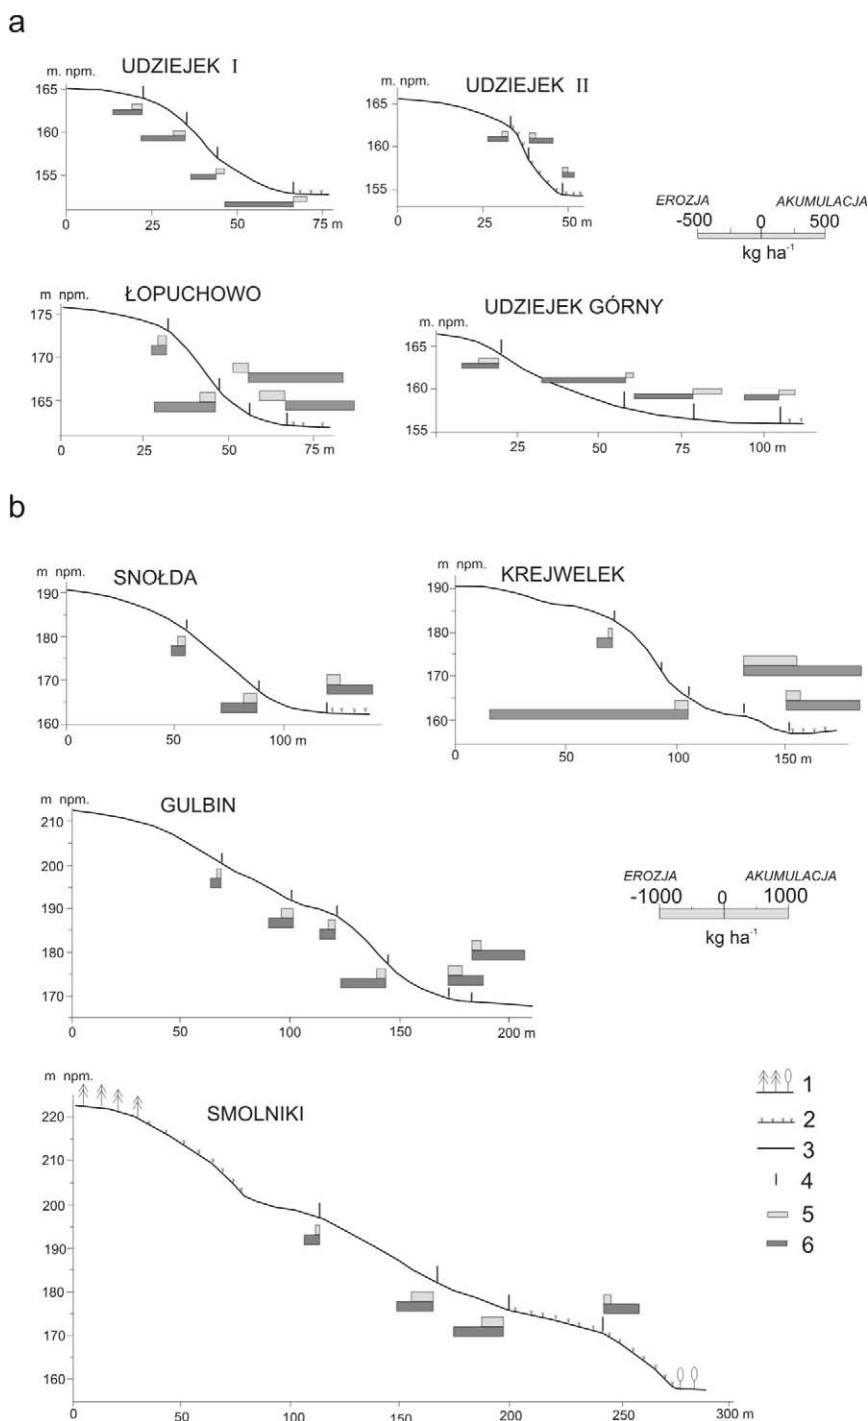 a
UDZIEJEK I
m. npm.
165
160
155
0 25 50 75 m
UDZIEJEK II
m. npm.
165
160
155
0 25 50 m
EROZJA AKUMULACJA
-500 0 500
kg ha-1
ŁOPUCHOWO
m npm.
175
170
165
0 25 50 75 m
UDZIEJEK GÓRNY
m. npm.
165
160
155
25 50 75 100 m
b
SNOŁDA
m npm.
190
180
170
160
0 50 100 m
KREJWELEK
m npm.
190
180
170
160
0 50 100 150 m
GULBIN
m npm.
210
200
190
180
170
0 50 100 150 200 m
EROZJA AKUMULACJA
-1000 0 1000
kg ha-1
SMOLNIKI
m npm.
220
200
190
180
170
160
0 50 100 150 200 250 300 m
1
2
3
4
5
6